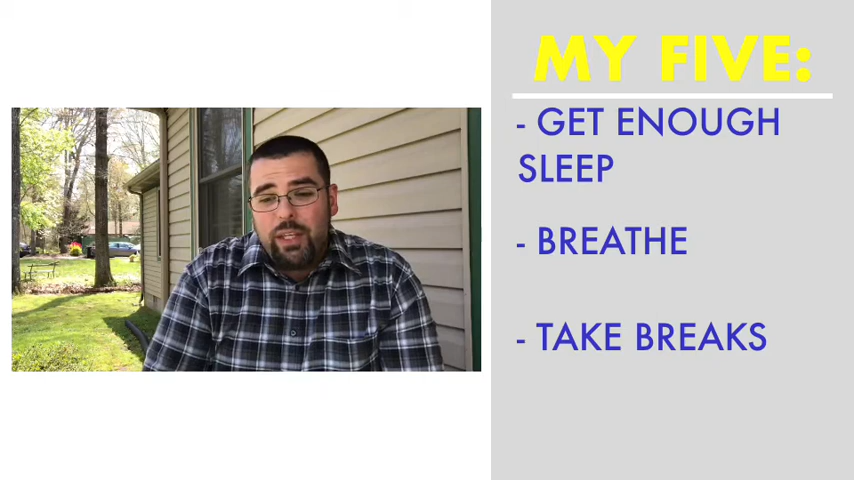 MY FIVE:
- GET ENOUGH
SLEEP
- BREATHE
- TAKE BREAKS